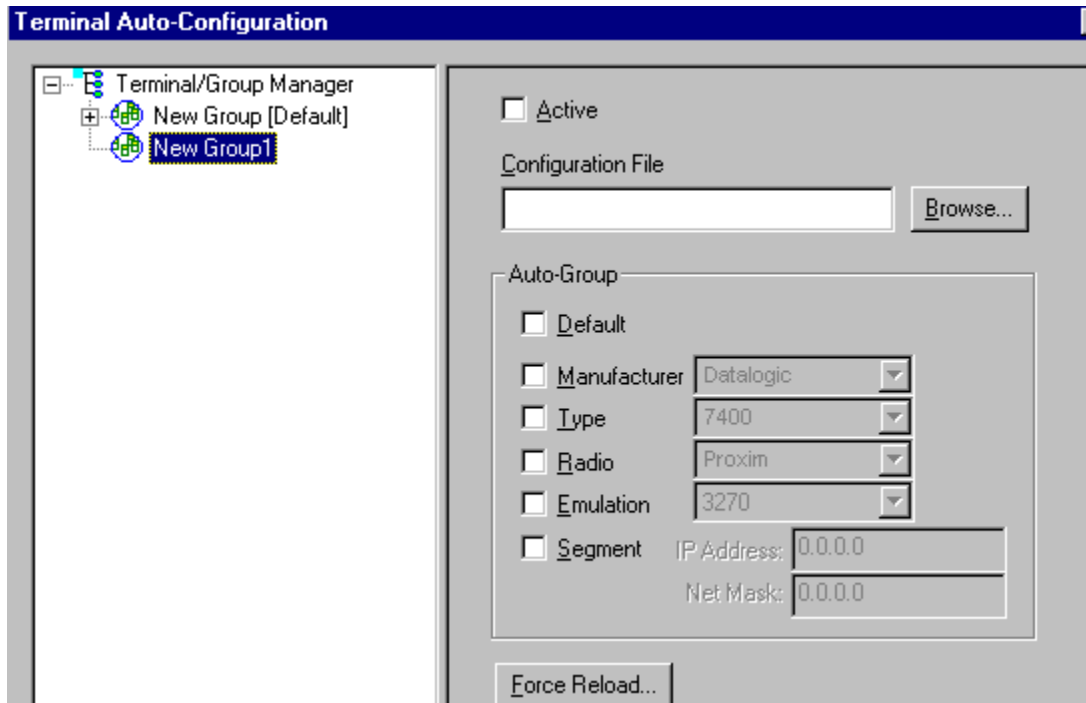 Terminal Auto-Configuration
Terminal/Group Manager
New Group [Default]
New Group1
Active
Configuration File
Browse...
Auto-Group
Default
Manufacturer Datalogic
Type 7400
Radio Proxim
Emulation 3270
Segment IP Address: 0.0.0.0
Net Mask: 0.0.0.0
Force Reload...